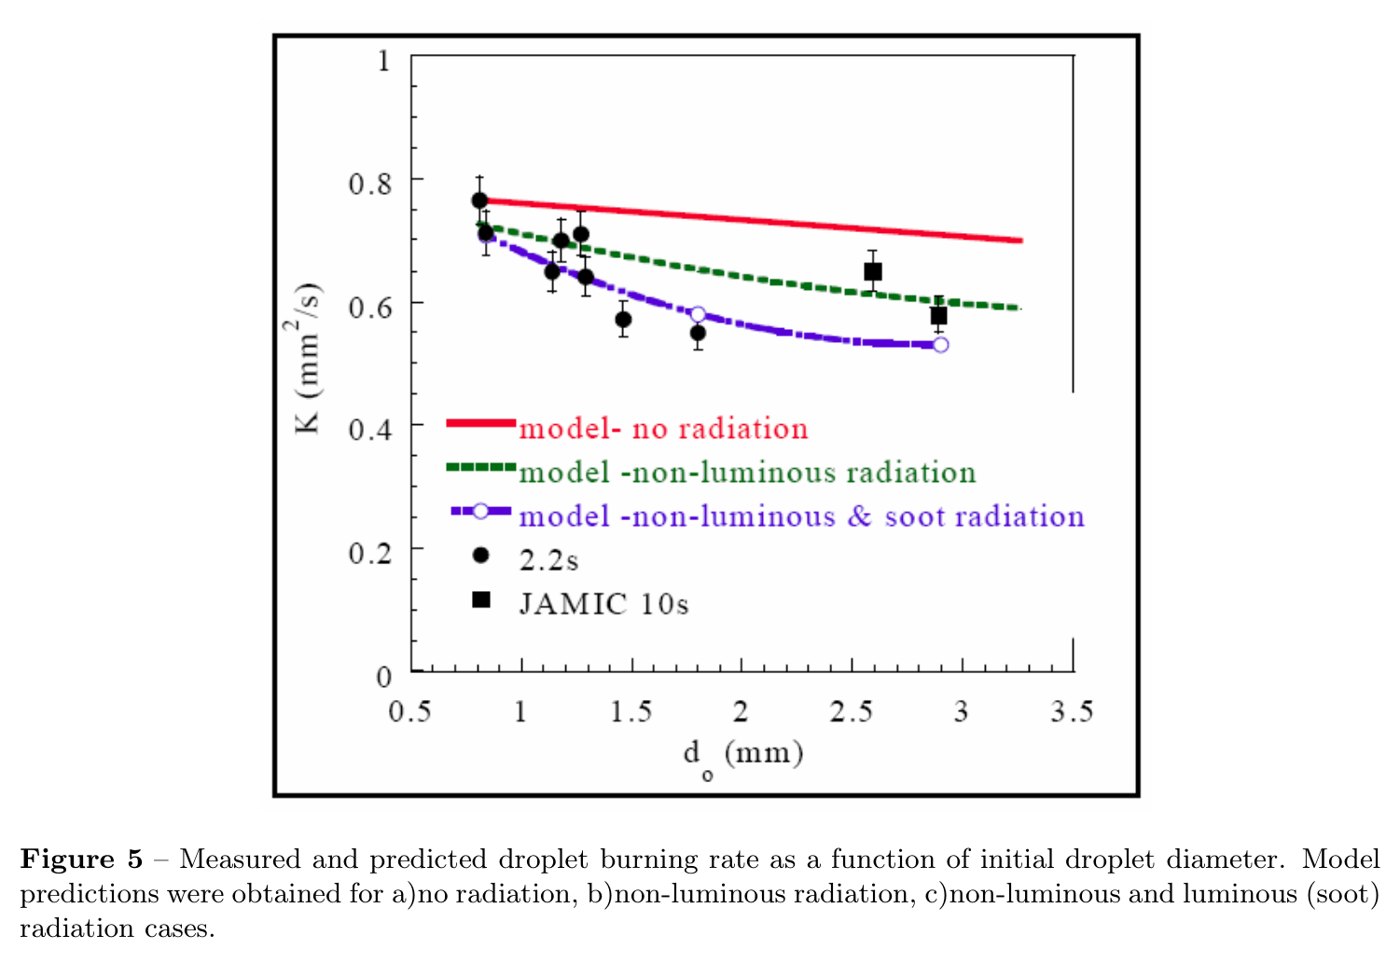 1
0.8
0.6
0.4
0.2
0
K (mm²/s)
model- no radiation
model -non-luminous radiation
model -non-luminous & soot radiation
2.2s
JAMIC 10s
0.5 1 1.5 2 2.5 3 3.5
dₒ (mm)
Figure 5 – Measured and predicted droplet burning rate as a function of initial droplet diameter. Model
predictions were obtained for a)no radiation, b)non-luminous radiation, c)non-luminous and luminous (soot)
radiation cases.